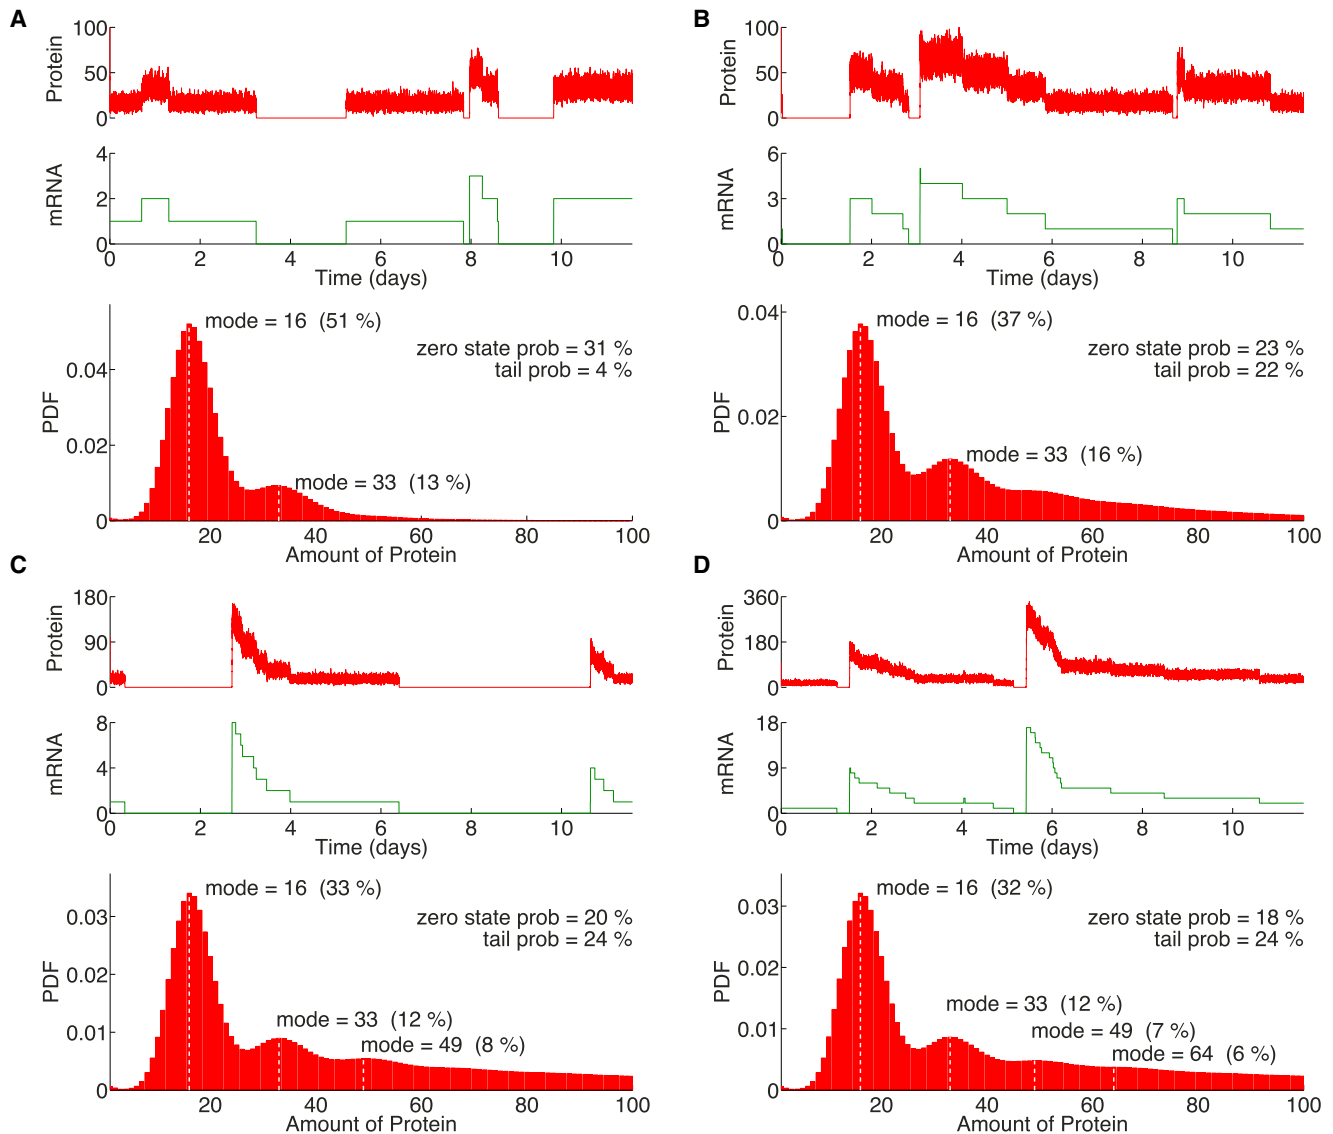 A
Protein
100
50
0
mRNA
4
2
0
0 2 4 6 8 10
Time (days)
PDF
0.04
0.02
0
mode = 16 (51 %)
zero state prob = 31 %
tail prob = 4 %
mode = 33 (13 %)
20 40 60 80 100
Amount of Protein
B
Protein
100
50
0
mRNA
6
3
0
0 2 4 6 8 10
Time (days)
PDF
0.04
0.02
0
mode = 16 (37 %)
zero state prob = 23 %
tail prob = 22 %
mode = 33 (16 %)
20 40 60 80 100
Amount of Protein
C
Protein
180
90
0
mRNA
8
4
0
0 2 4 6 8 10
Time (days)
PDF
0.03
0.02
0.01
0
mode = 16 (33 %)
zero state prob = 20 %
tail prob = 24 %
mode = 33 (12 %)
mode = 49 (8 %)
20 40 60 80 100
Amount of Protein
D
Protein
360
180
0
mRNA
18
9
0
0 2 4 6 8 10
Time (days)
PDF
0.03
0.02
0.01
0
mode = 16 (32 %)
zero state prob = 18 %
tail prob = 24 %
mode = 33 (12 %)
mode = 49 (7 %)
mode = 64 (6 %)
20 40 60 80 100
Amount of Protein